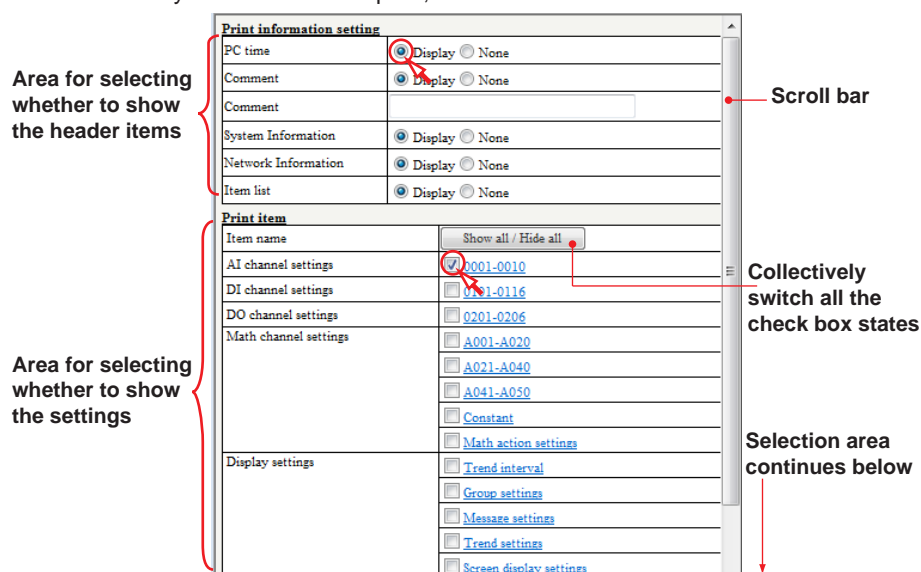 Print information setting
PC time Display None
Comment Display None
Comment
System Information Display None
Network Information Display None
Item list Display None
Area for selecting
whether to show
the header items
Scroll bar
Print item
Item name Show all / Hide all
AI channel settings 0001-0010
DI channel settings 0101-0116
DO channel settings 0201-0206
Math channel settings A001-A020
A021-A040
A041-A050
Constant
Math action settings
Display settings Trend interval
Group settings
Message settings
Trend settings
Screen display settings
Collectively
switch all the
check box states
Area for selecting
whether to show
the settings
Selection area
continues below